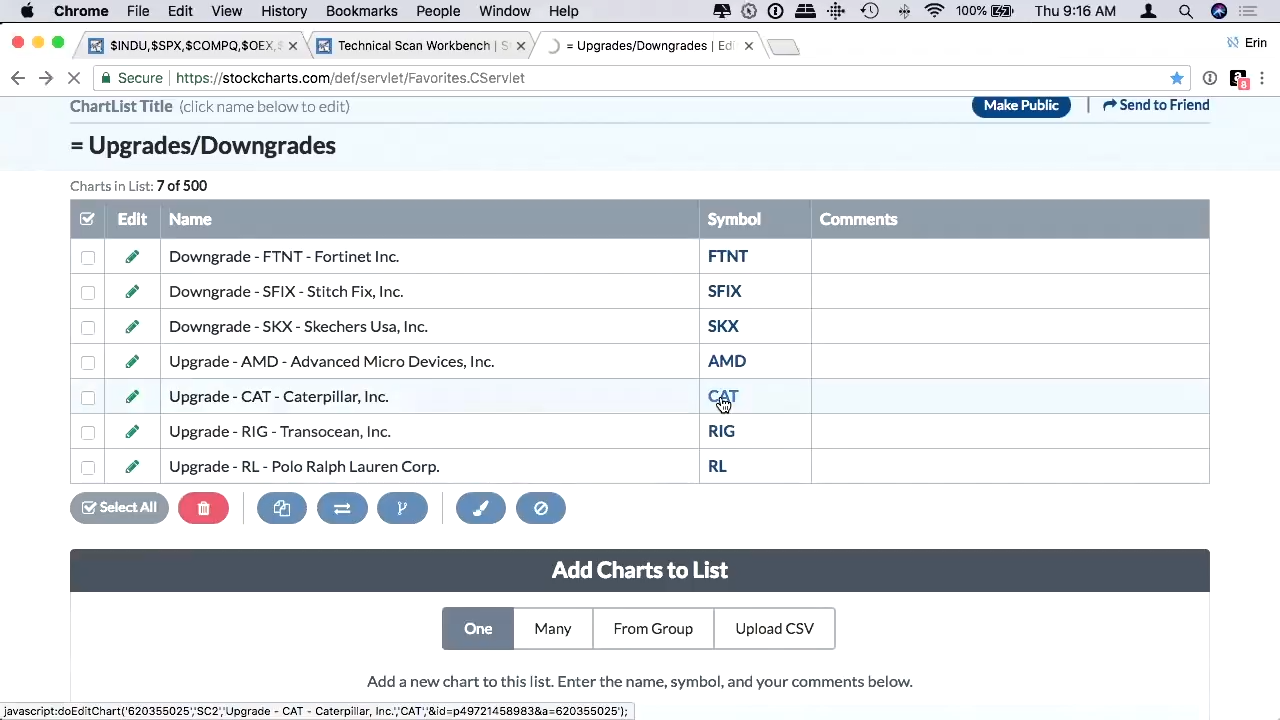 Chrome File Edit View History Bookmarks People Window Help 100% Thu 9:16 AM
$INDU,$SPX,$COMPQ,$OEX, Technical Scan Workbench | S = Upgrades/Downgrades | Edi Erin
Secure https://stockcharts.com/def/servlet/Favorites.CServlet 8
ChartList Title (click name below to edit) Make Public | Send to Friend
= Upgrades/Downgrades
Charts in List: 7 of 500
Edit Name Symbol Comments
Downgrade - FTNT - Fortinet Inc. FTNT
Downgrade - SFIX - Stitch Fix, Inc. SFIX
Downgrade - SKX - Skechers Usa, Inc. SKX
Upgrade - AMD - Advanced Micro Devices, Inc. AMD
Upgrade - CAT - Caterpillar, Inc. CAT
Upgrade - RIG - Transocean, Inc. RIG
Upgrade - RL - Polo Ralph Lauren Corp. RL
Select All
Add Charts to List
One Many From Group Upload CSV
Add a new chart to this list. Enter the name, symbol, and your comments below.
javascript:doEditChart('620355025','SC2','Upgrade - CAT - Caterpillar, Inc.','CAT','&id=p49721458983&a=620355025');